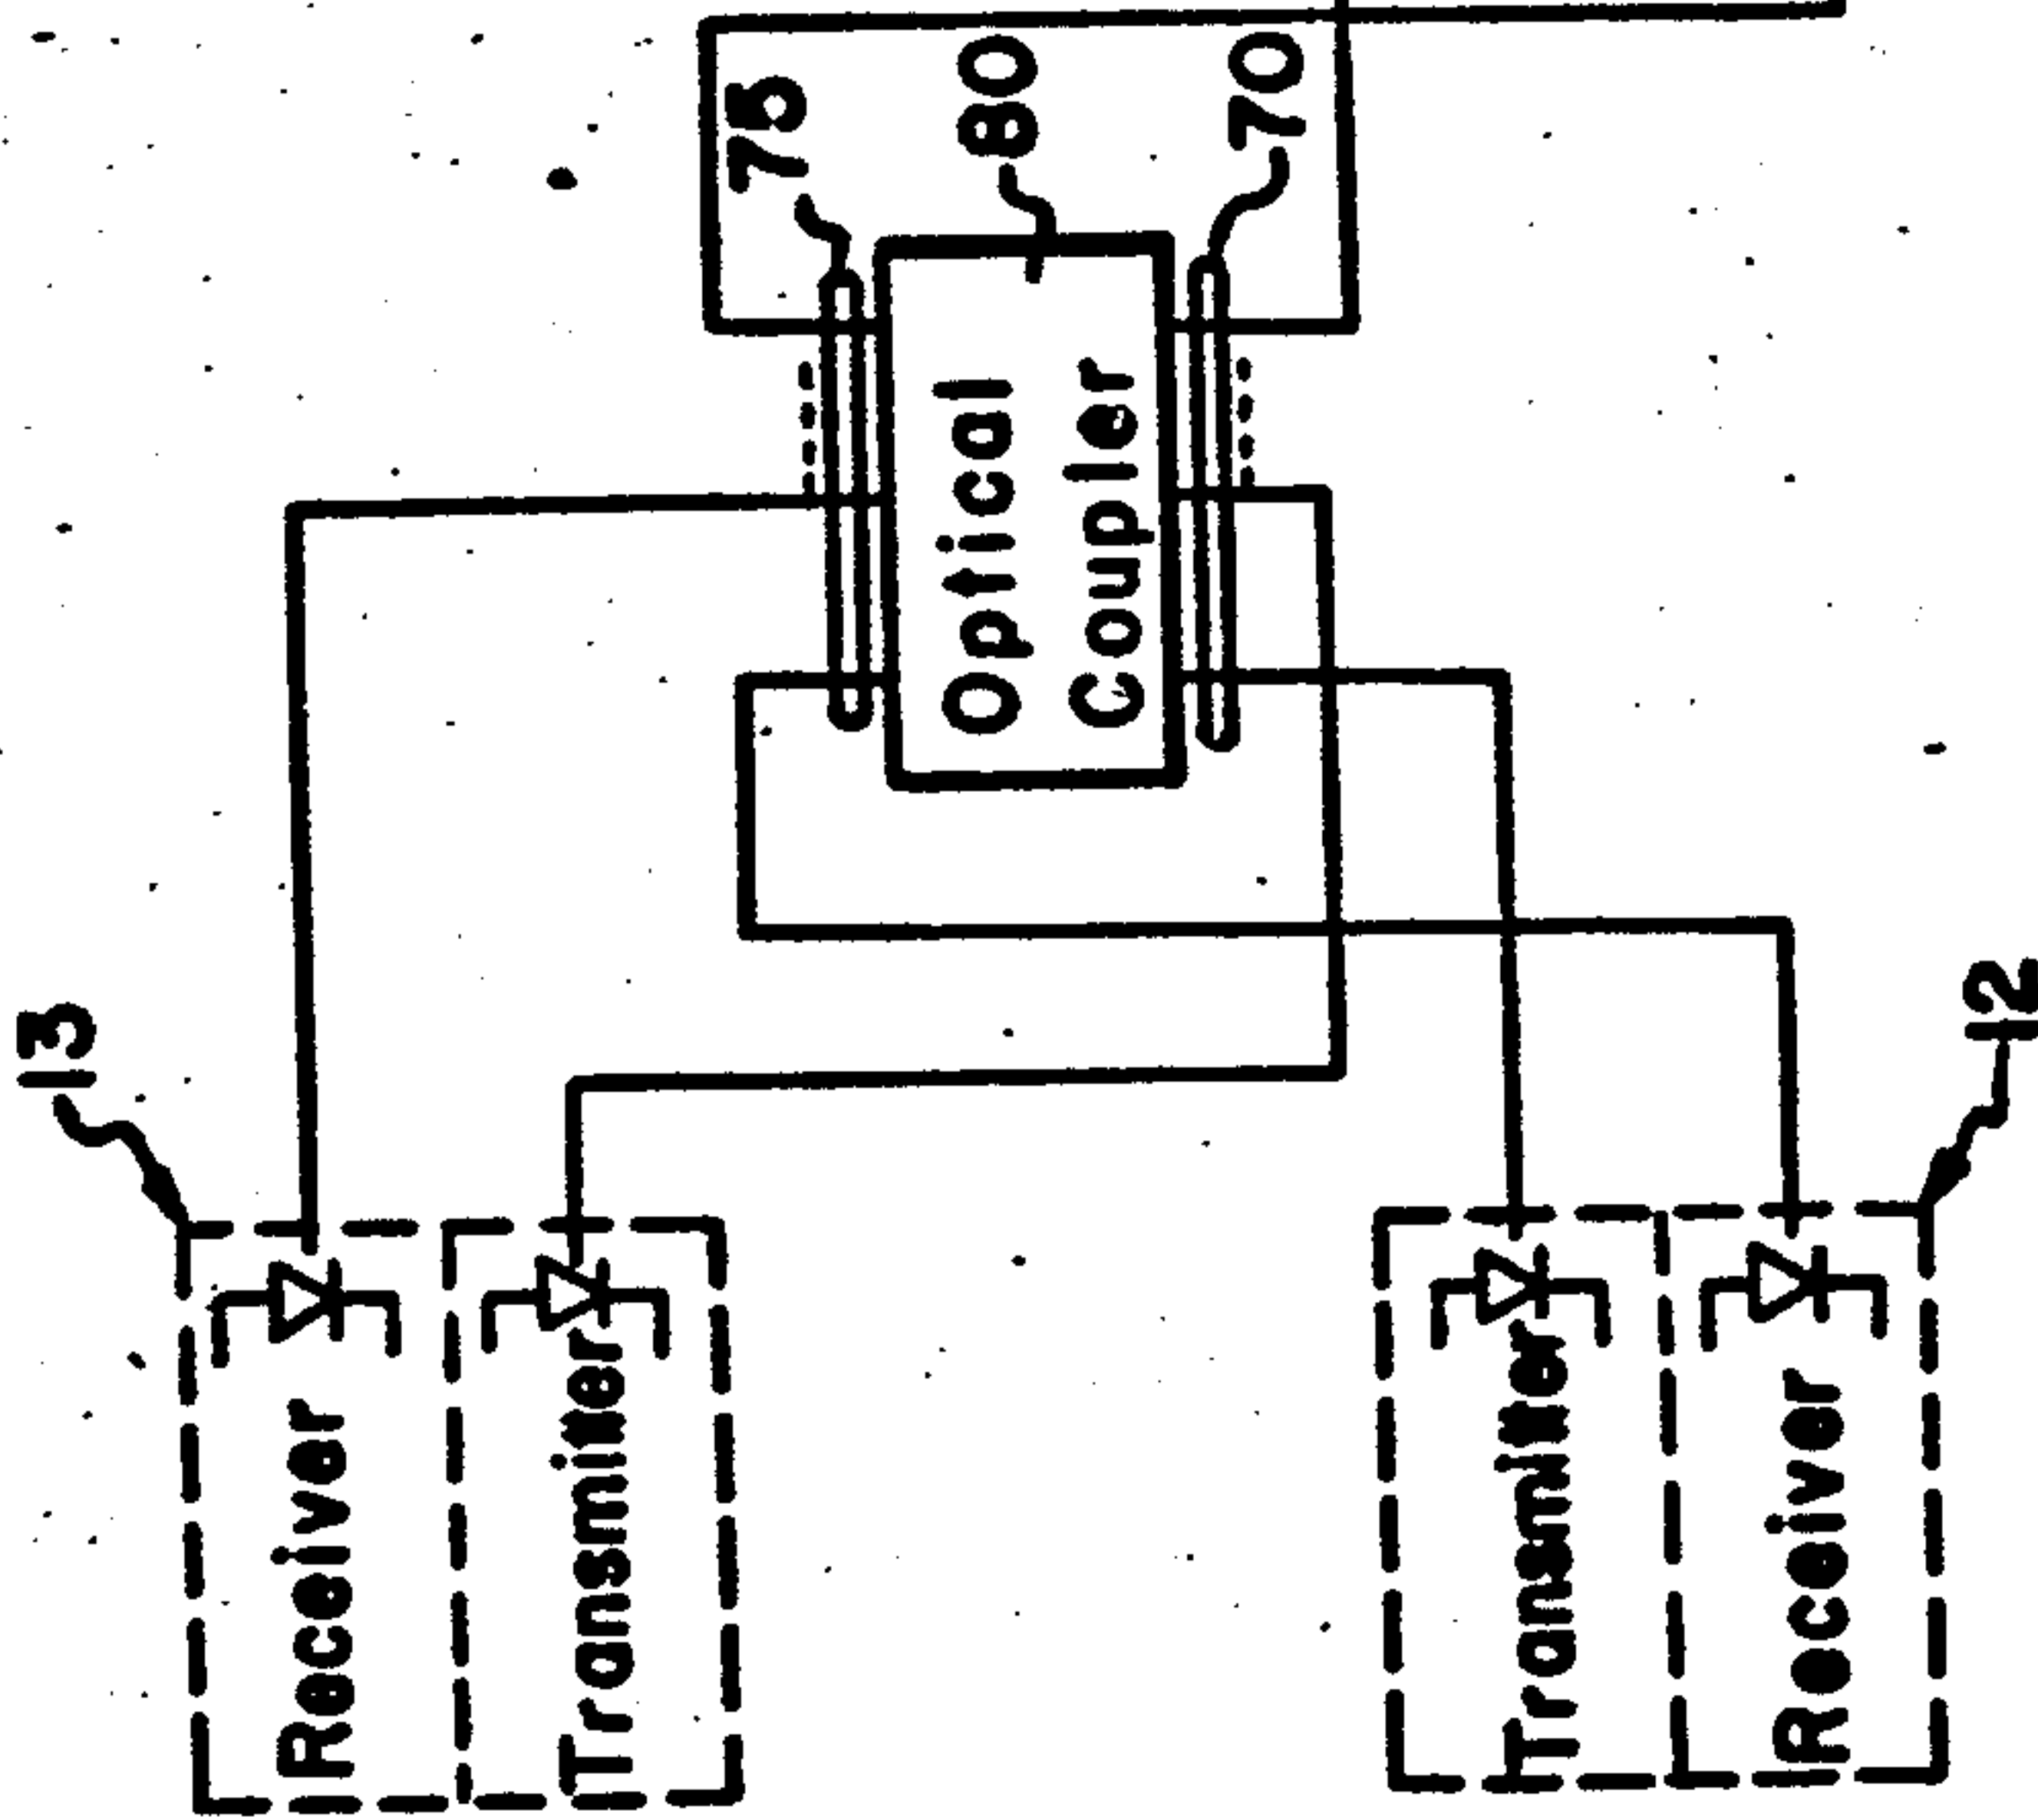 75
80
70
Optical
Coupler
13
12
Receiver
Transmitter
Transmitter
Receiver